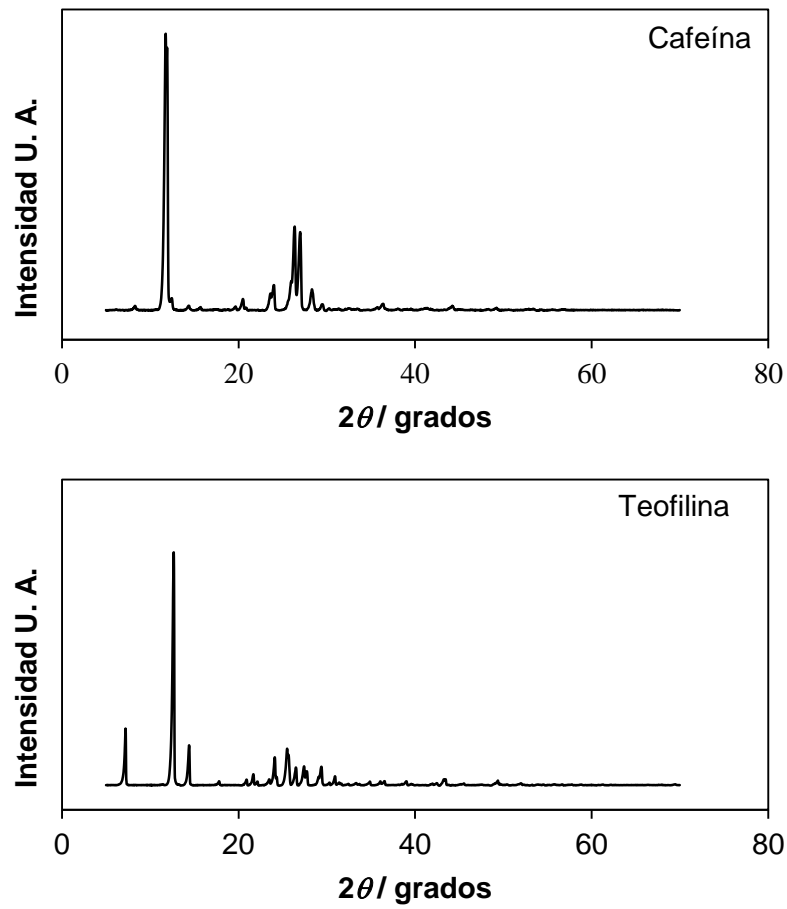 Cafeína
Intensidad U. A.
0 20 40 60 80
2θ / grados
Teofilina
Intensidad U. A.
0 20 40 60 80
2θ / grados